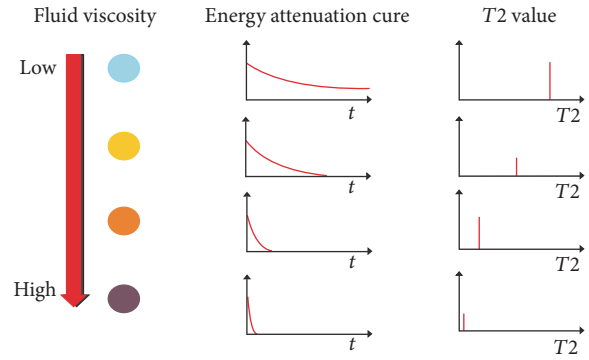 Fluid viscosity
Energy attenuation cure
T2 value
Low
High
t
T2
t
T2
t
T2
t
T2